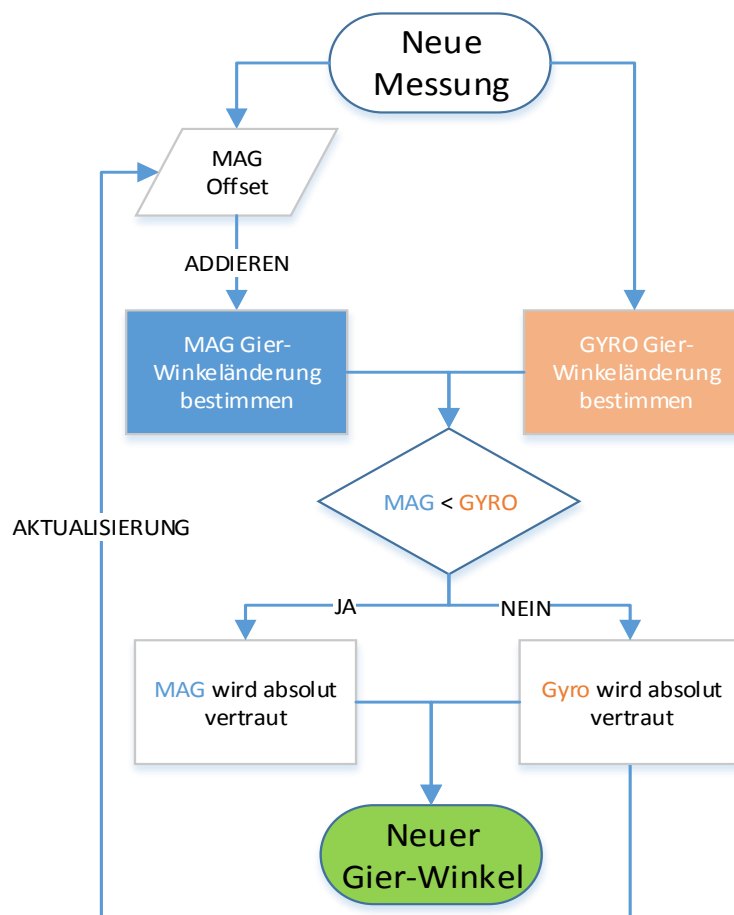 Neue
Messung
MAG
Offset
ADDIEREN
MAG Gier-
Winkeländerung
bestimmen
GYRO Gier-
Winkeländerung
bestimmen
MAG < GYRO
AKTUALISIERUNG
JA
NEIN
MAG wird absolut
vertraut
Gyro wird absolut
vertraut
Neuer
Gier-Winkel